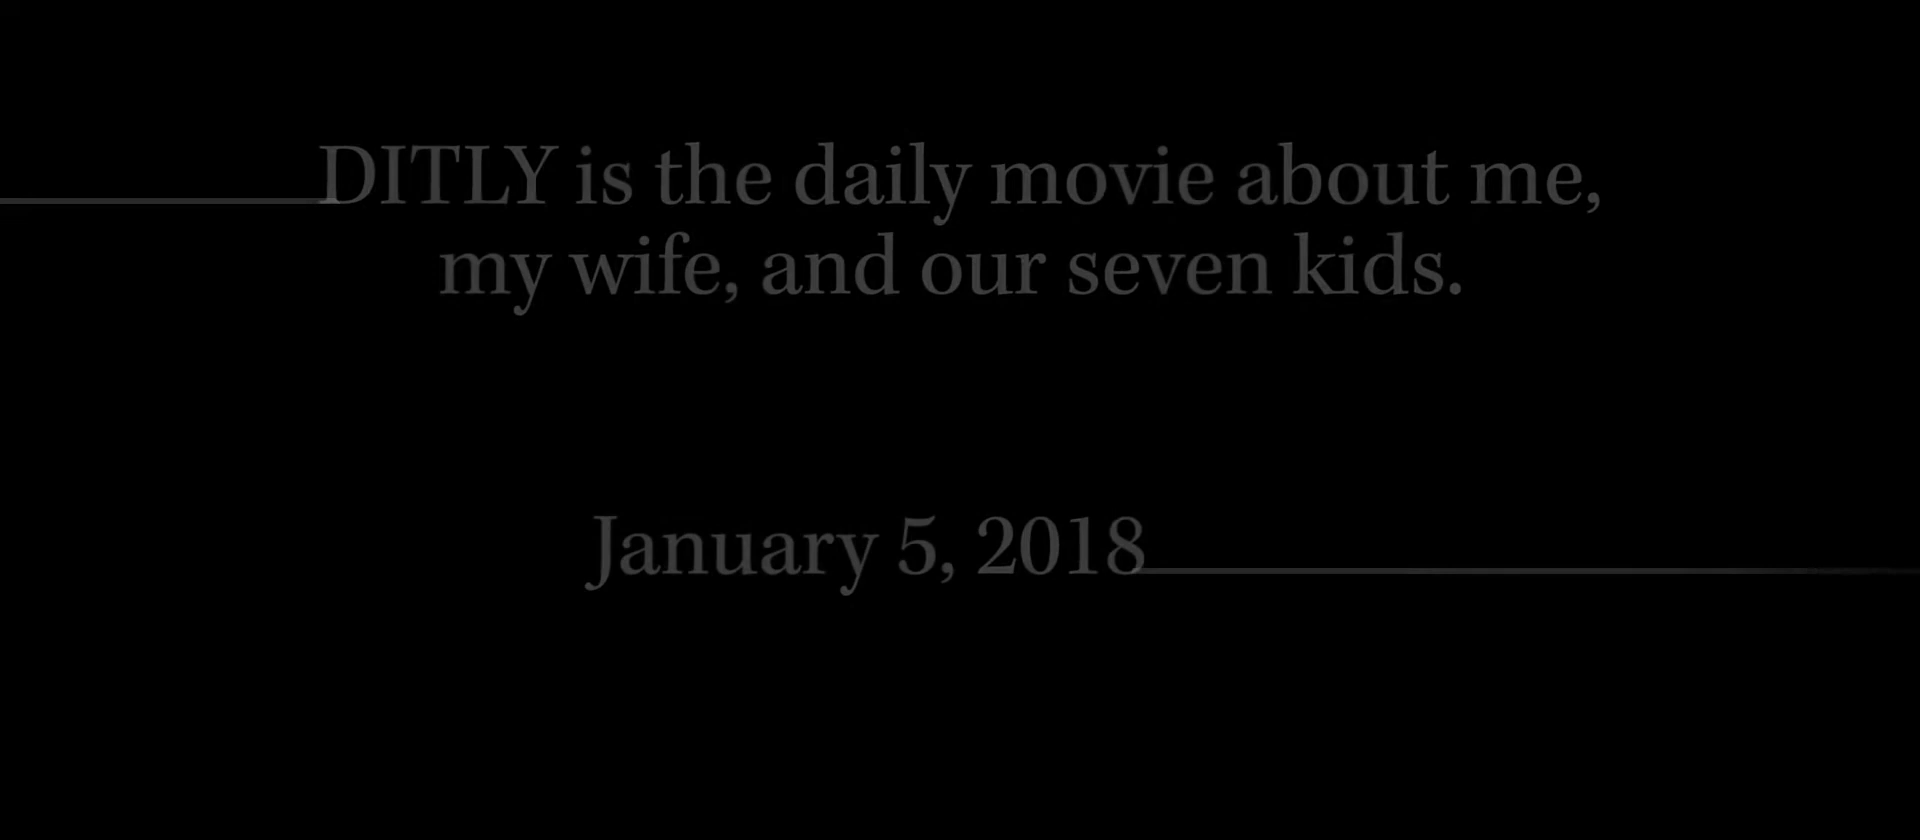 DITLY is the daily movie about me,
my wife, and our seven kids.
January 5, 2018